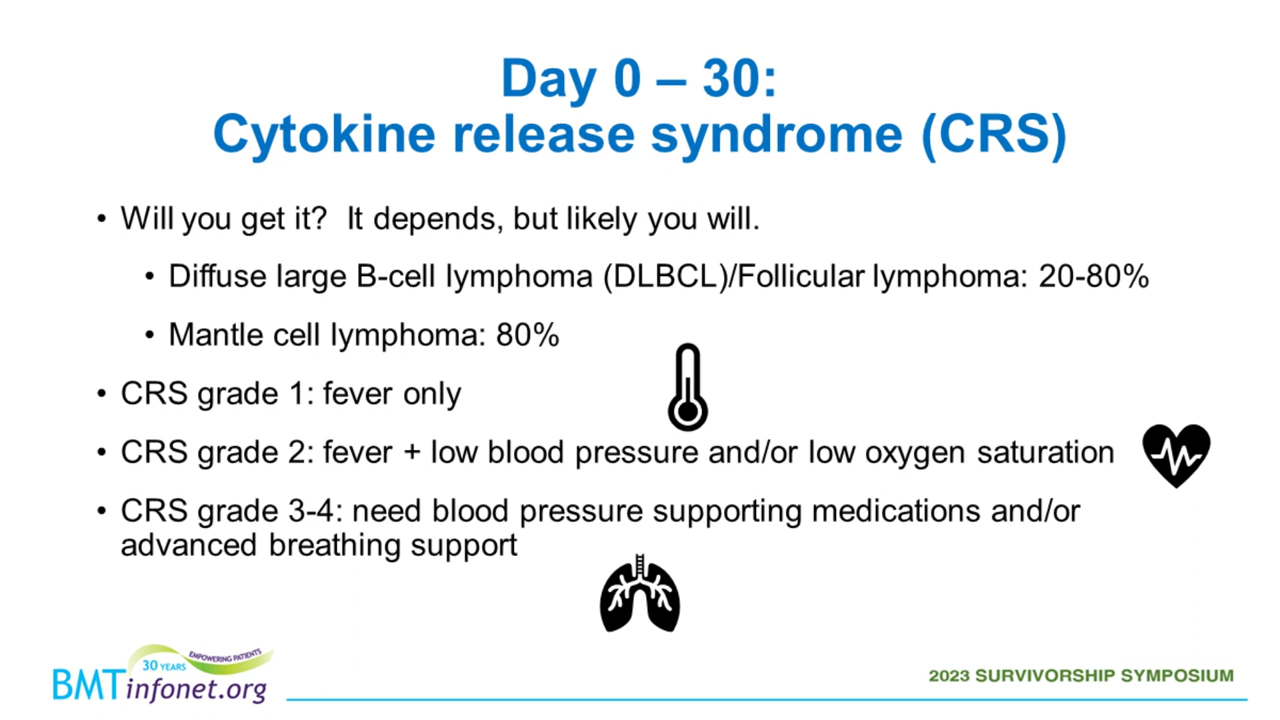 Day 0 – 30:
Cytokine release syndrome (CRS)
• Will you get it?  It depends, but likely you will.
• Diffuse large B-cell lymphoma (DLBCL)/Follicular lymphoma: 20-80%
• Mantle cell lymphoma: 80%
• CRS grade 1: fever only
• CRS grade 2: fever + low blood pressure and/or low oxygen saturation
• CRS grade 3-4: need blood pressure supporting medications and/or
advanced breathing support
30 YEARS EMPOWERING PATIENTS
BMTinfonet.org
2023 SURVIVORSHIP SYMPOSIUM